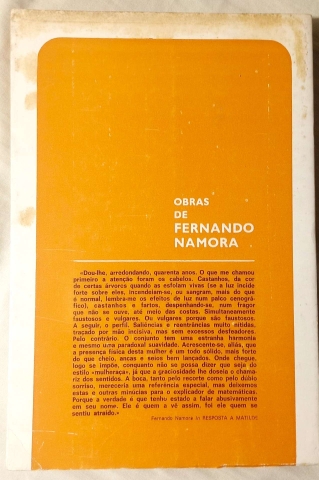 OBRAS
DE
FERNANDO
NAMORA
«Dou-lhe, arredondando, quarenta anos. O que me chamou
primeiro a atenção foram os cabelos. Castanhos, da cor
de certas árvores quando as esfolam vivas (se a luz incide
forte sobre eles, incendeiam-se, ou sangram, mais do que
é normal, lembra-me os efeitos de luz num palco cenográ-
fico), castanhos e fartos, despenhando-se, num fragor
que não se ouve, até meio das costas. Simultaneamente
faustosos e vulgares. Ou vulgares porque são faustosos.
A seguir, o perfil. Saliências e reentrâncias muito nítidas,
traçado por mão incisiva, mas sem excessos desfeadores.
Pelo contrário. O conjunto tem uma estranha harmonia
e mesmo uma paradoxal suavidade. Acrescente-se, aliás, que
a presença física desta mulher é um todo sólido, mais forte
do que cheio, ancas e seios bem lançados. Onde chegue,
logo se impõe, conquanto não se possa dizer que seja do
estilo «mulheraça», já que a graciosidade lhe doseia o chama-
riz dos sentidos. A boca, tanto pelo recorte como pelo dúbio
sorriso, mereceria uma referência especial, mas deixemos
estas e outras minúcias para o explicador de matemáticas.
Porque a verdade é que tenho estado a falar abusivamente
em seu nome. Ele é quem a vê assim, foi ele quem se
sentiu atraído.»
Fernando Namora in RESPOSTA A MATILDE